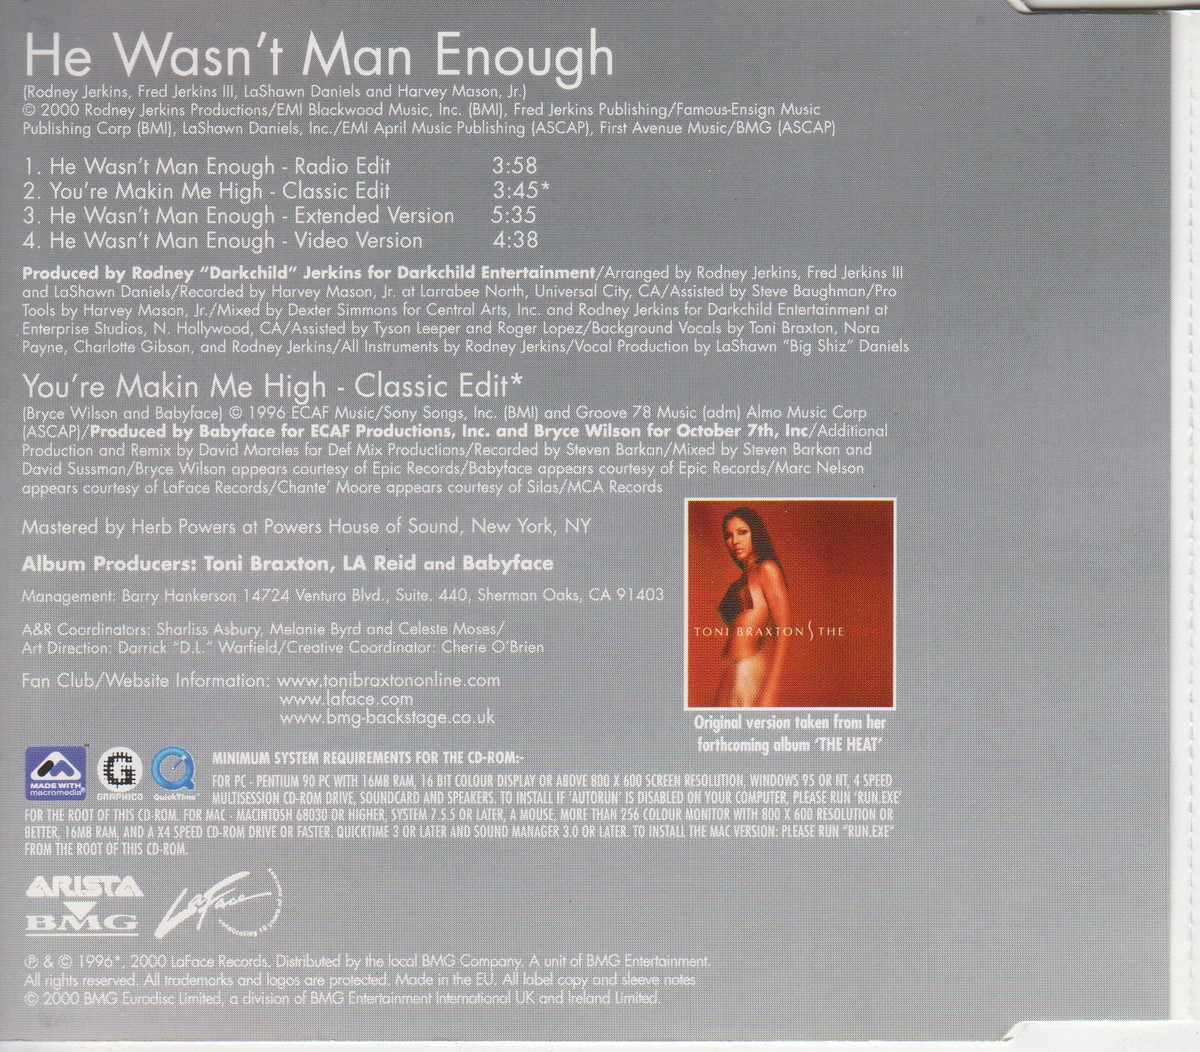 He Wasn't Man Enough
(Rodney Jerkins, Fred Jerkins III, LaShawn Daniels and Harvey Mason, Jr.)
© 2000 Rodney Jerkins Productions/EMI Blackwood Music, Inc. (BMI), Fred Jerkins Publishing/Famous-Ensign Music
Publishing Corp (BMI), LaShawn Daniels, Inc./EMI April Music Publishing (ASCAP), First Avenue Music/BMG (ASCAP)
1. He Wasn't Man Enough - Radio Edit 3:58
2. You're Makin Me High - Classic Edit 3:45*
3. He Wasn't Man Enough - Extended Version 5:35
4. He Wasn't Man Enough - Video Version 4:38
Produced by Rodney "Darkchild" Jerkins for Darkchild Entertainment/Arranged by Rodney Jerkins, Fred Jerkins III
and LaShawn Daniels/Recorded by Harvey Mason, Jr. at Larrabee North, Universal City, CA/Assisted by Steve Baughman/Pro
Tools by Harvey Mason, Jr./Mixed by Dexter Simmons for Central Arts, Inc. and Rodney Jerkins for Darkchild Entertainment at
Enterprise Studios, N. Hollywood, CA/Assisted by Tyson Leeper and Roger Lopez/Background Vocals by Toni Braxton, Nora
Payne, Charlotte Gibson, and Rodney Jerkins/All Instruments by Rodney Jerkins/Vocal Production by LaShawn "Big Shiz" Daniels
You're Makin Me High - Classic Edit*
(Bryce Wilson and Babyface) © 1996 ECAF Music/Sony Songs, Inc. (BMI) and Groove 78 Music (adm) Almo Music Corp
(ASCAP)/Produced by Babyface for ECAF Productions, Inc. and Bryce Wilson for October 7th, Inc/Additional
Production and Remix by David Morales for Def Mix Productions/Recorded by Steven Barkan/Mixed by Steven Barkan and
David Sussman/Bryce Wilson appears courtesy of Epic Records/Babyface appears courtesy of Epic Records/Marc Nelson
appears courtesy of LaFace Records/Chante' Moore appears courtesy of Silas/MCA Records
Mastered by Herb Powers at Powers House of Sound, New York, NY
Album Producers: Toni Braxton, LA Reid and Babyface
Management: Barry Hankerson 14724 Ventura Blvd., Suite. 440, Sherman Oaks, CA 91403
A&R Coordinators: Sharliss Asbury, Melanie Byrd and Celeste Moses/
Art Direction: Darrick "D.L." Warfield/Creative Coordinator: Cherie O'Brien
Fan Club/Website Information: www.tonibraxtononline.com
www.laface.com
www.bmg-backstage.co.uk
TONI BRAXTON THE HEAT
Original version taken from her
forthcoming album 'THE HEAT'
MADE WITH
macromedia
GRAPHICO
QuickTime™
MINIMUM SYSTEM REQUIREMENTS FOR THE CD-ROM:-
FOR PC - PENTIUM 90 PC WITH 16MB RAM, 16 BIT COLOUR DISPLAY OR ABOVE 800 X 600 SCREEN RESOLUTION, WINDOWS 95 OR NT, 4 SPEED
MULTISESSION CD-ROM DRIVE, SOUNDCARD AND SPEAKERS. TO INSTALL IF 'AUTORUN' IS DISABLED ON YOUR COMPUTER, PLEASE RUN 'RUN.EXE'
FOR THE ROOT OF THIS CD-ROM. FOR MAC - MACINTOSH 68030 OR HIGHER, SYSTEM 7.5.5 OR LATER, A MOUSE, MORE THAN 256 COLOUR MONITOR WITH 800 X 600 RESOLUTION OR
BETTER, 16MB RAM, AND A X4 SPEED CD-ROM DRIVE OR FASTER. QUICKTIME 3 OR LATER AND SOUND MANAGER 3.0 OR LATER. TO INSTALL THE MAC VERSION: PLEASE RUN "RUN.EXE"
FROM THE ROOT OF THIS CD-ROM.
ARISTA
BMG
LaFace
℗ & © 1996*, 2000 LaFace Records. Distributed by the local BMG Company. A unit of BMG Entertainment.
All rights reserved. All trademarks and logos are protected. Made in the EU. All label copy and sleeve notes
© 2000 BMG Eurodisc Limited, a division of BMG Entertainment International UK and Ireland Limited.